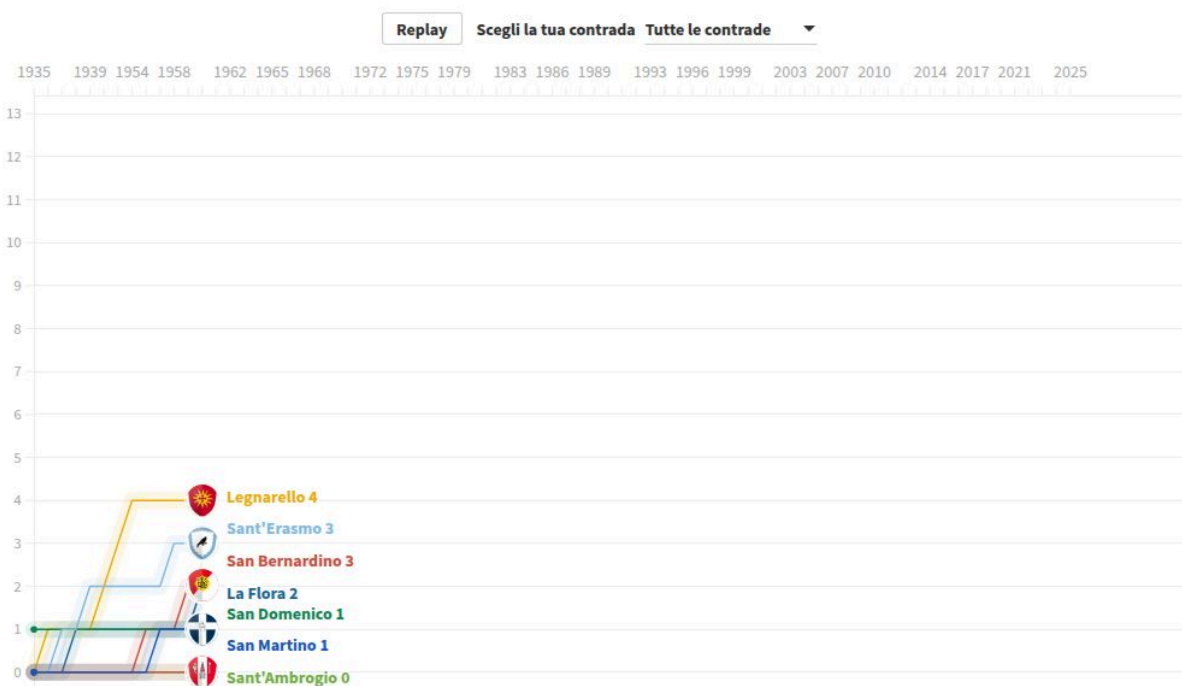 Replay Scegli la tua contrada Tutte le contrade
1935 1939 1954 1958 1962 1965 1968 1972 1975 1979 1983 1986 1989 1993 1996 1999 2003 2007 2010 2014 2017 2021 2025
13
12
11
10
9
8
7
6
5
4
Legnarello 4
Sant'Erasmo 3
3
San Bernardino 3
2
La Flora 2
San Domenico 1
1
San Martino 1
0
Sant'Ambrogio 0